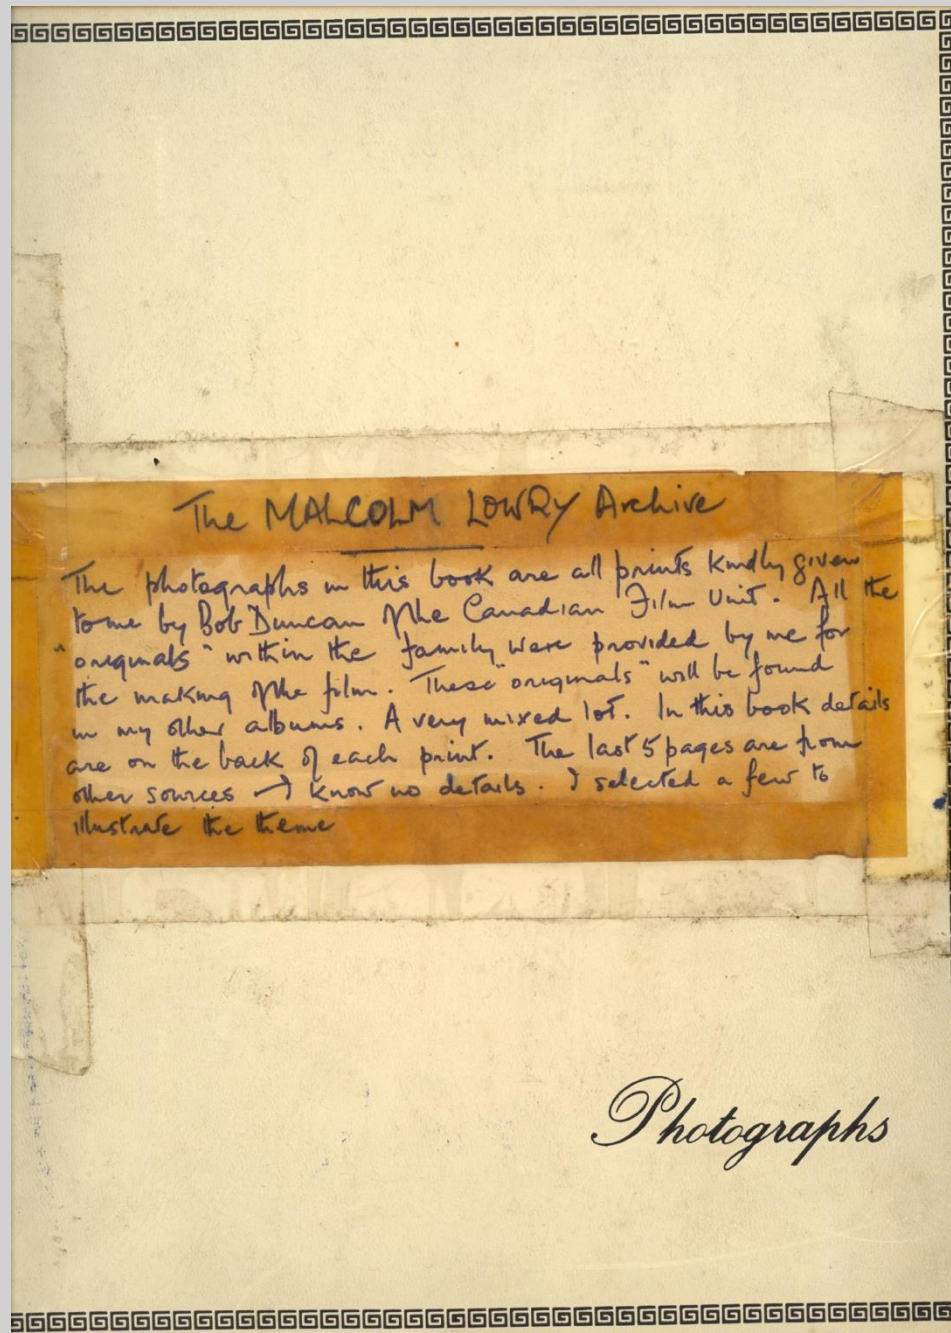 The MALCOLM LOWRY Archive
The photographs in this book are all prints kindly given
to me by Bob Duncan of the Canadian Film Unit. All the
"originals" within the family were provided by me for
the making of the film. These "originals" will be found
in my other albums. A very mixed lot. In this book details
are on the back of each print. The last 5 pages are from
other sources – I know no details. I selected a few to
illustrate the theme
Photographs